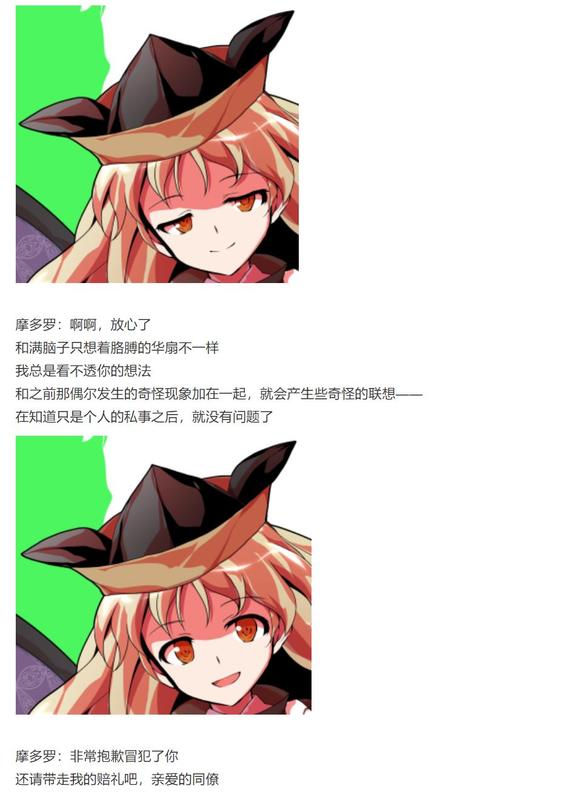 摩多罗：啊啊，放心了
和满脑子只想着胳膊的华扇不一样
我总是看不透你的想法
和之前那偶尔发生的奇怪现象加在一起，就会产生些奇怪的联想——
在知道只是个人的私事之后，就没有问题了
摩多罗：非常抱歉冒犯了你
还请带走我的赔礼吧，亲爱的同僚